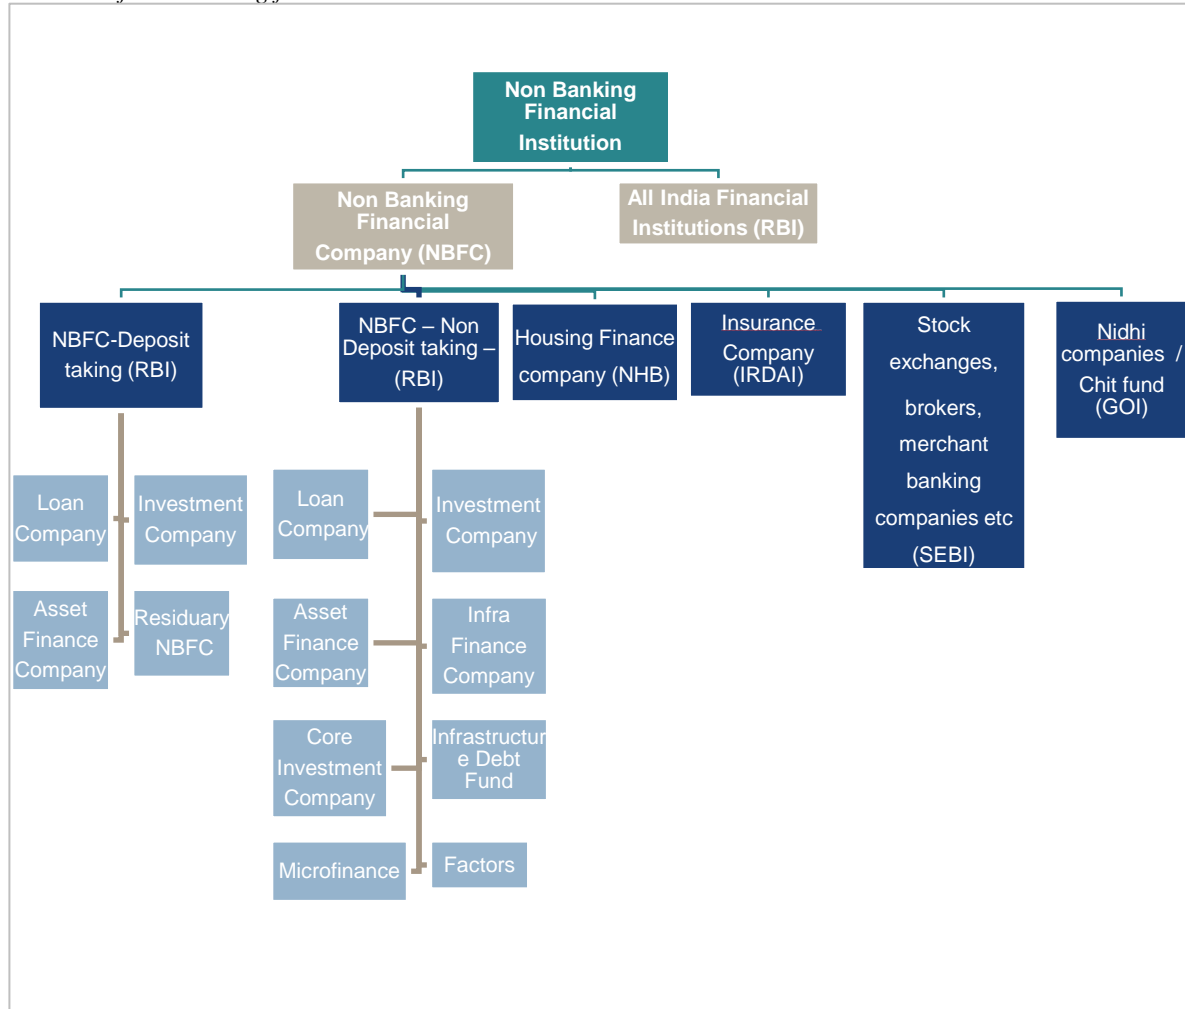 Non Banking
Financial
Institution
Non Banking
Financial
Company (NBFC)
All India Financial
Institutions (RBI)
NBFC-Deposit
taking (RBI)
NBFC – Non
Deposit taking –
(RBI)
Housing Finance
company (NHB)
Insurance
Company
(IRDAI)
Stock
exchanges,
brokers,
merchant
banking
companies etc
(SEBI)
Nidhi
companies /
Chit fund
(GOI)
Loan
Company
Investment
Company
Asset
Finance
Company
Residuary
NBFC
Loan
Company
Investment
Company
Asset
Finance
Company
Infra
Finance
Company
Core
Investment
Company
Infrastructur
e Debt
Fund
Microfinance
Factors